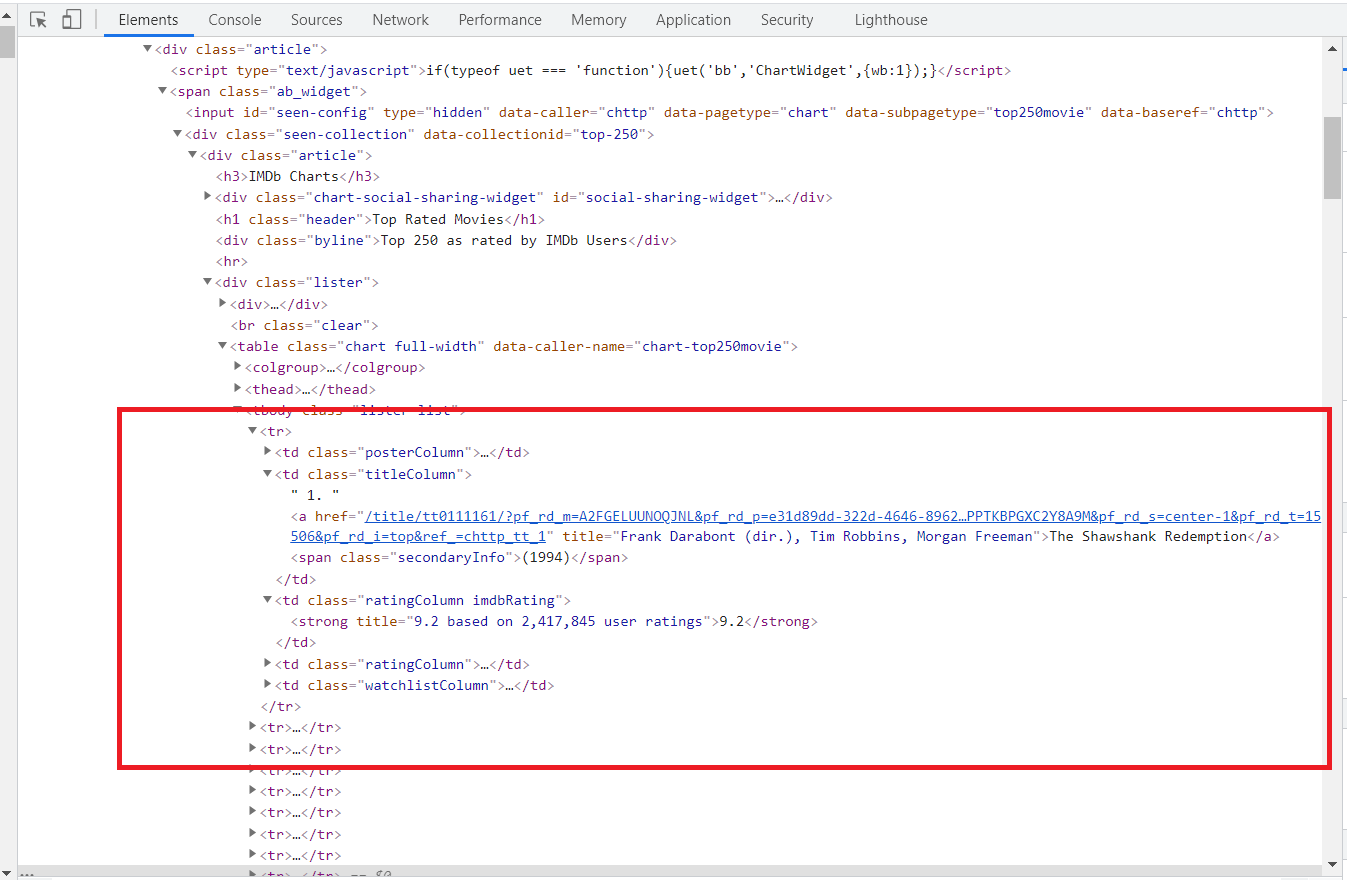 Elements Console Sources Network Performance Memory Application Security Lighthouse
<div class="article">
<script type="text/javascript">if(typeof uet === 'function'){uet('bb','ChartWidget',{wb:1});}</script>
<span class="ab_widget">
<input id="seen-config" type="hidden" data-caller="chttp" data-pagetype="chart" data-subpagetype="top250movie" data-baseref="chttp">
<div class="seen-collection" data-collectionid="top-250">
<div class="article">
<h3>IMDb Charts</h3>
<div class="chart-social-sharing-widget" id="social-sharing-widget">…</div>
<h1 class="header">Top Rated Movies</h1>
<div class="byline">Top 250 as rated by IMDb Users</div>
<hr>
<div class="lister">
<div>…</div>
<br class="clear">
<table class="chart full-width" data-caller-name="chart-top250movie">
<colgroup>…</colgroup>
<thead>…</thead>
<tbody class="lister-list">
<tr>
<td class="posterColumn">…</td>
<td class="titleColumn">
" 1. "
<a href="/title/tt0111161/?pf_rd_m=A2FGELUUNOQJNL&pf_rd_p=e31d89dd-322d-4646-8962…PPTKBPGXC2Y8A9M&pf_rd_s=center-1&pf_rd_t=15
506&pf_rd_i=top&ref_=chttp_tt_1" title="Frank Darabont (dir.), Tim Robbins, Morgan Freeman">The Shawshank Redemption</a>
<span class="secondaryInfo">(1994)</span>
</td>
<td class="ratingColumn imdbRating">
<strong title="9.2 based on 2,417,845 user ratings">9.2</strong>
</td>
<td class="ratingColumn">…</td>
<td class="watchlistColumn">…</td>
</tr>
<tr>…</tr>
<tr>…</tr>
<tr>…</tr>
<tr>…</tr>
<tr>…</tr>
<tr>…</tr>
<tr>…</tr>
<tr>…</tr> == $0